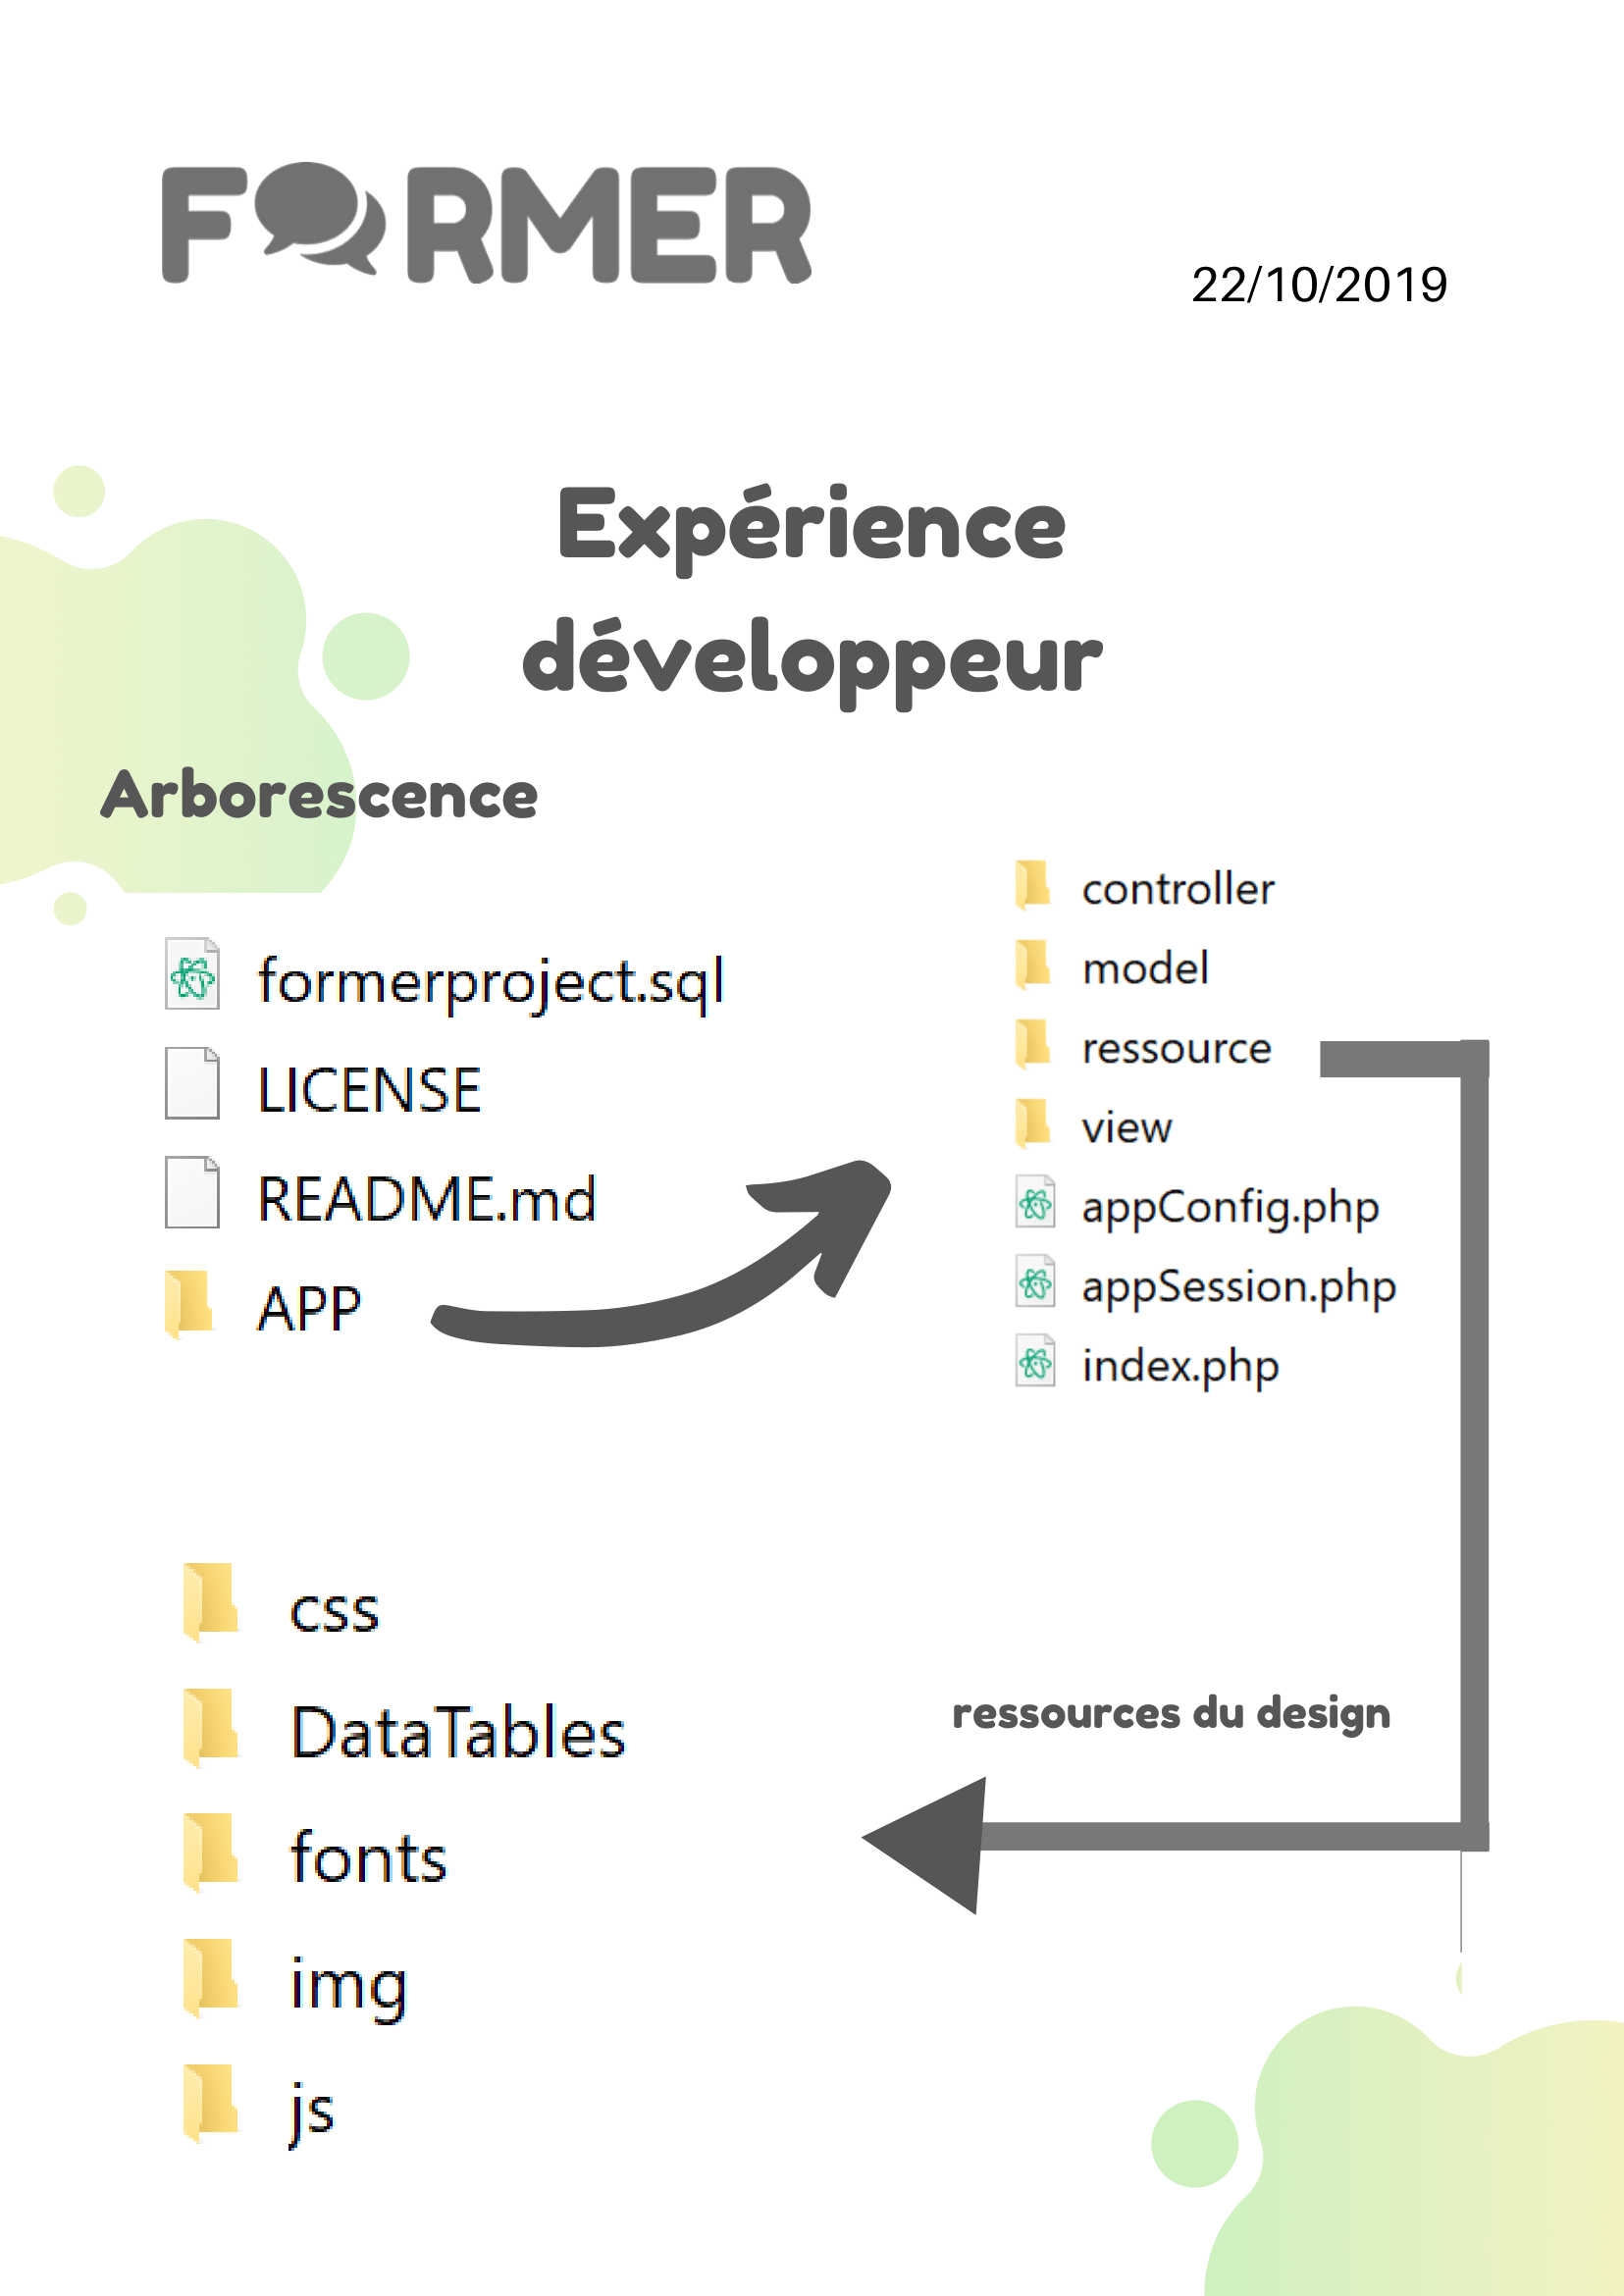 FORMER
22/10/2019
Expérience
développeur
Arborescence
formerproject.sql
LICENSE
README.md
APP
controller
model
ressource
view
appConfig.php
appSession.php
index.php
css
DataTables
fonts
img
js
ressources du design